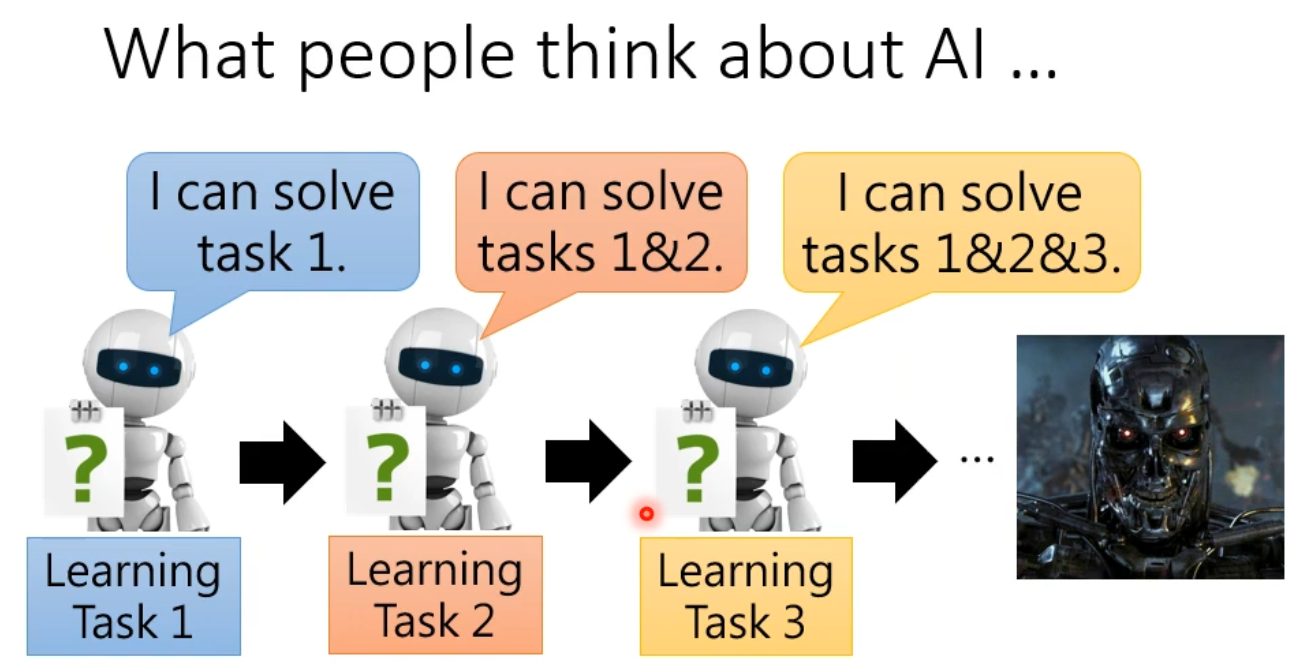 What people think about AI ...
I can solve
task 1.
I can solve
tasks 1&2.
I can solve
tasks 1&2&3.
?
?
?
...
Learning
Task 1
Learning
Task 2
Learning
Task 3